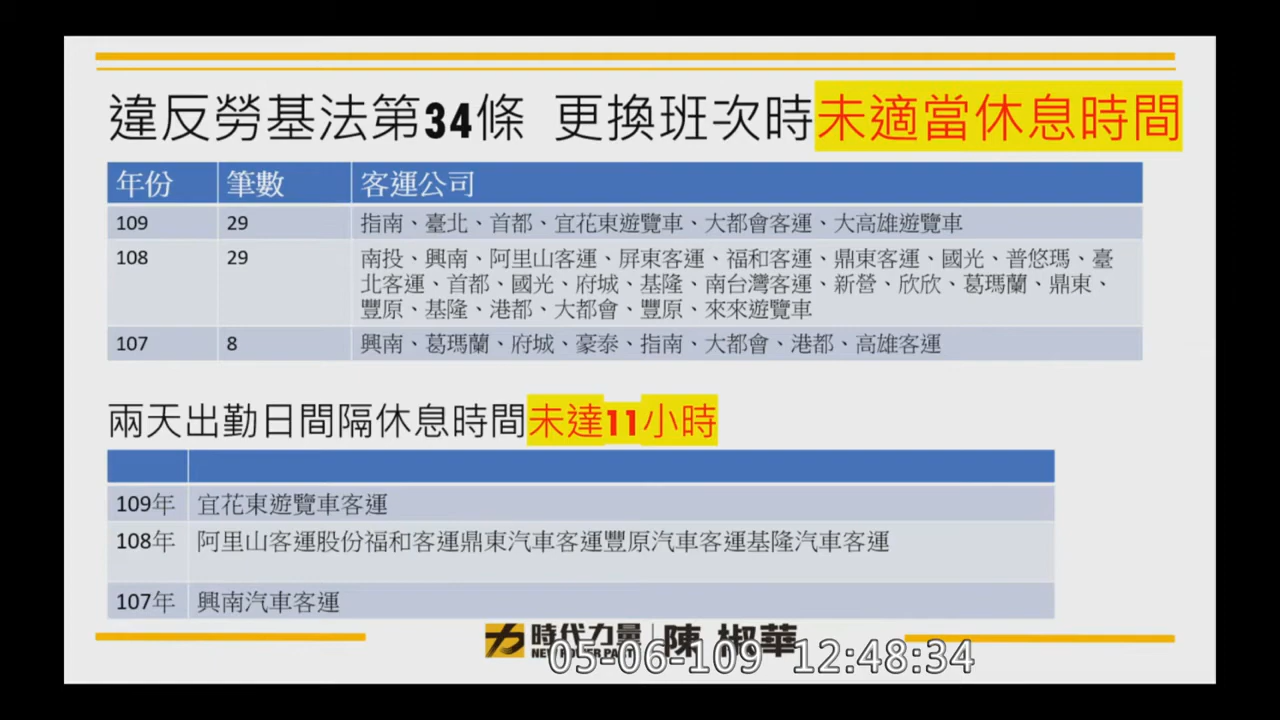 違反勞基法第34條 更換班次時未適當休息時間
年份 筆數 客運公司
109 29 指南、臺北、首都、宜花東遊覽車、大都會客運、大高雄遊覽車
108 29 南投、興南、阿里山客運、屏東客運、福和客運、鼎東客運、國光、普悠瑪、臺
北客運、首都、國光、府城、基隆、南台灣客運、新營、欣欣、葛瑪蘭、鼎東、
豐原、基隆、港都、大都會、豐原、來來遊覽車
107 8 興南、葛瑪蘭、府城、豪泰、指南、大都會、港都、高雄客運
兩天出勤日間隔休息時間未達11小時
109年 宜花東遊覽車客運
108年 阿里山客運股份福和客運鼎東汽車客運豐原汽車客運基隆汽車客運
107年 興南汽車客運
時代力量 陳椒華
NEW POWER PARTY
05-06-109 12:48:34